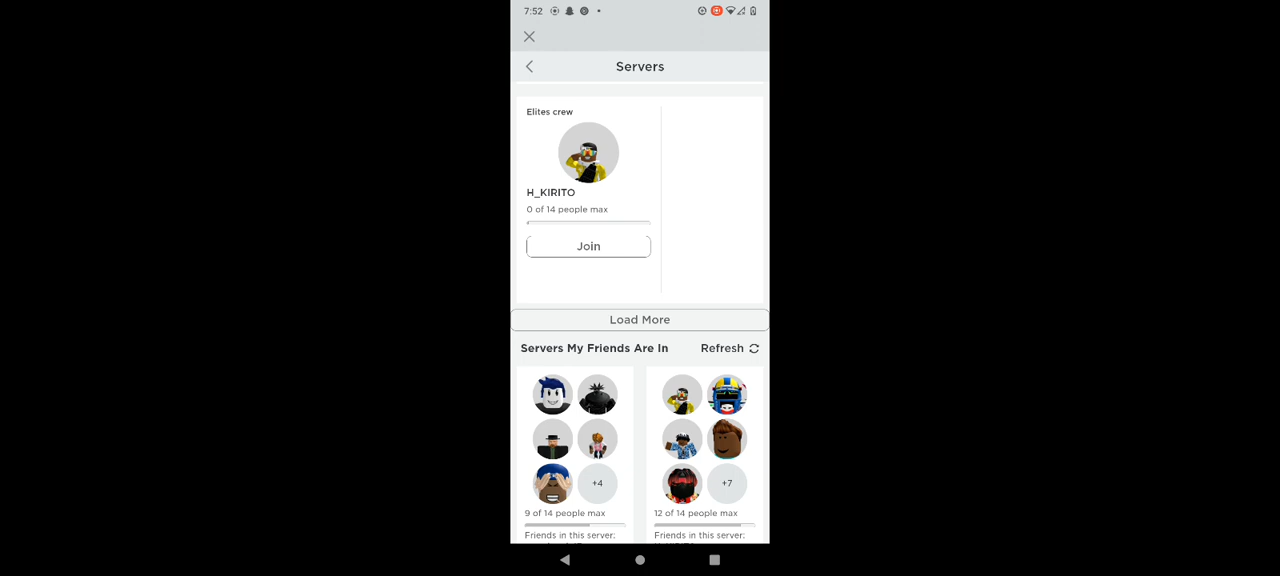 7:52
Servers
Elites crew
H_KIRITO
0 of 14 people max
Join
Load More
Servers My Friends Are In
Refresh
+4
+7
9 of 14 people max
12 of 14 people max
Friends in this server:
Friends in this server: